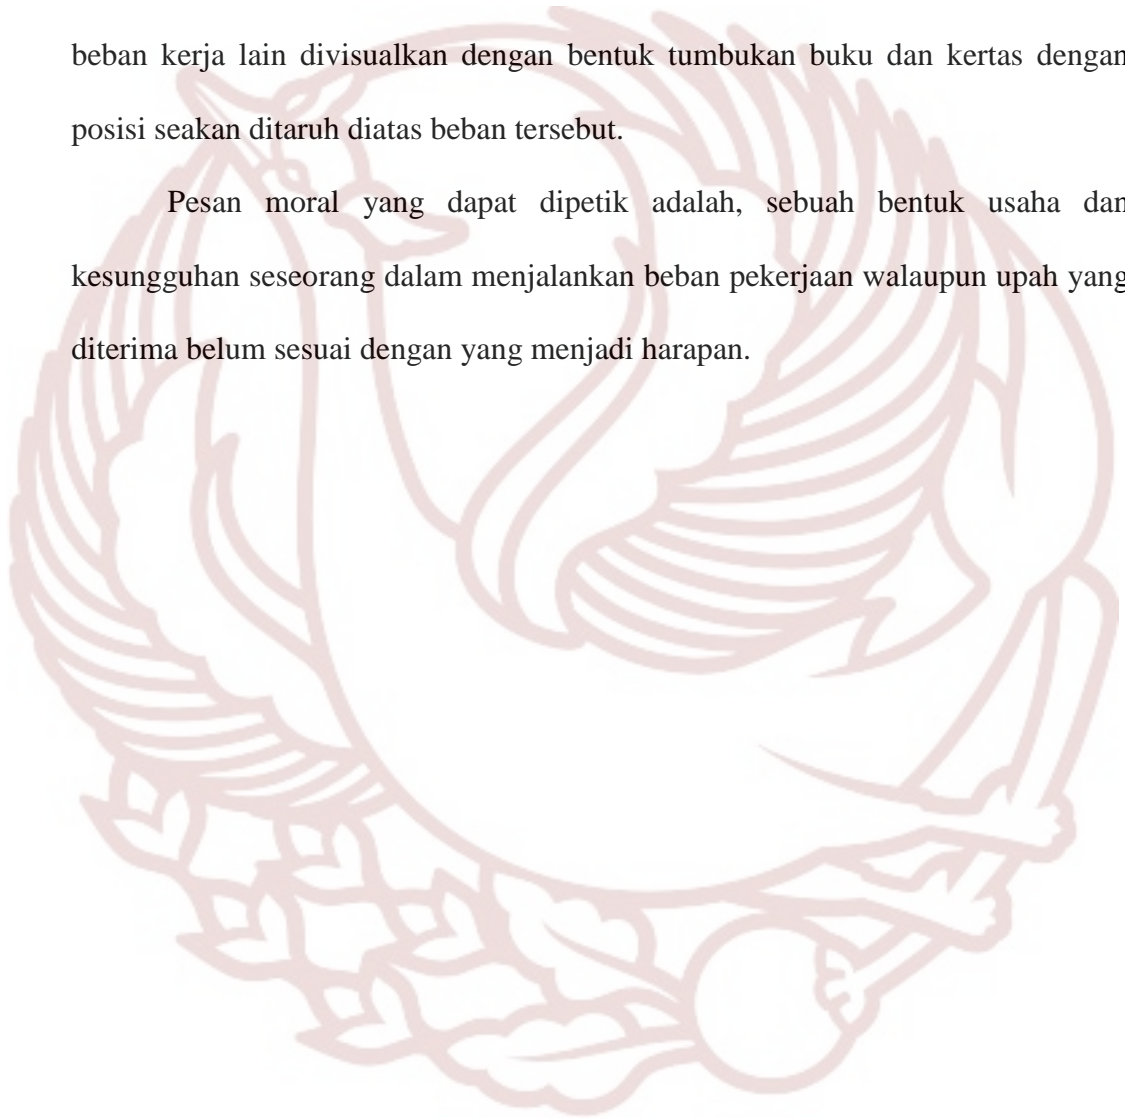 beban kerja lain divisualkan dengan bentuk tumbukan buku dan kertas dengan
posisi seakan ditaruh diatas beban tersebut.
Pesan moral yang dapat dipetik adalah, sebuah bentuk usaha dan
kesungguhan seseorang dalam menjalankan beban pekerjaan walaupun upah yang
diterima belum sesuai dengan yang menjadi harapan.